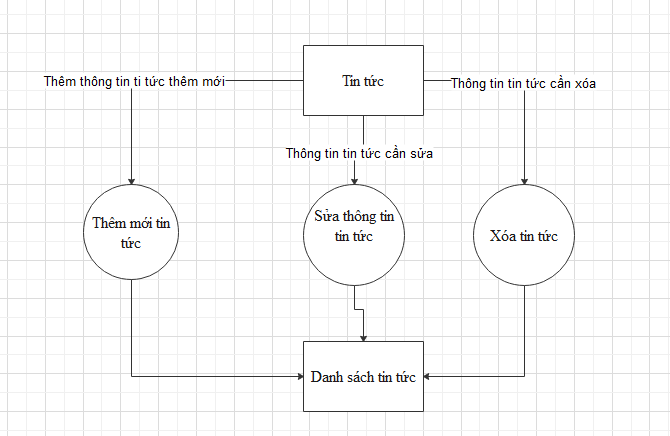 Tin tức
Thêm thông tin ti tức thêm mới
Thông tin tin tức cần xóa
Thông tin tin tức cần sửa
Thêm mới tin
tức
Sửa thông tin
tin tức
Xóa tin tức
Danh sách tin tức